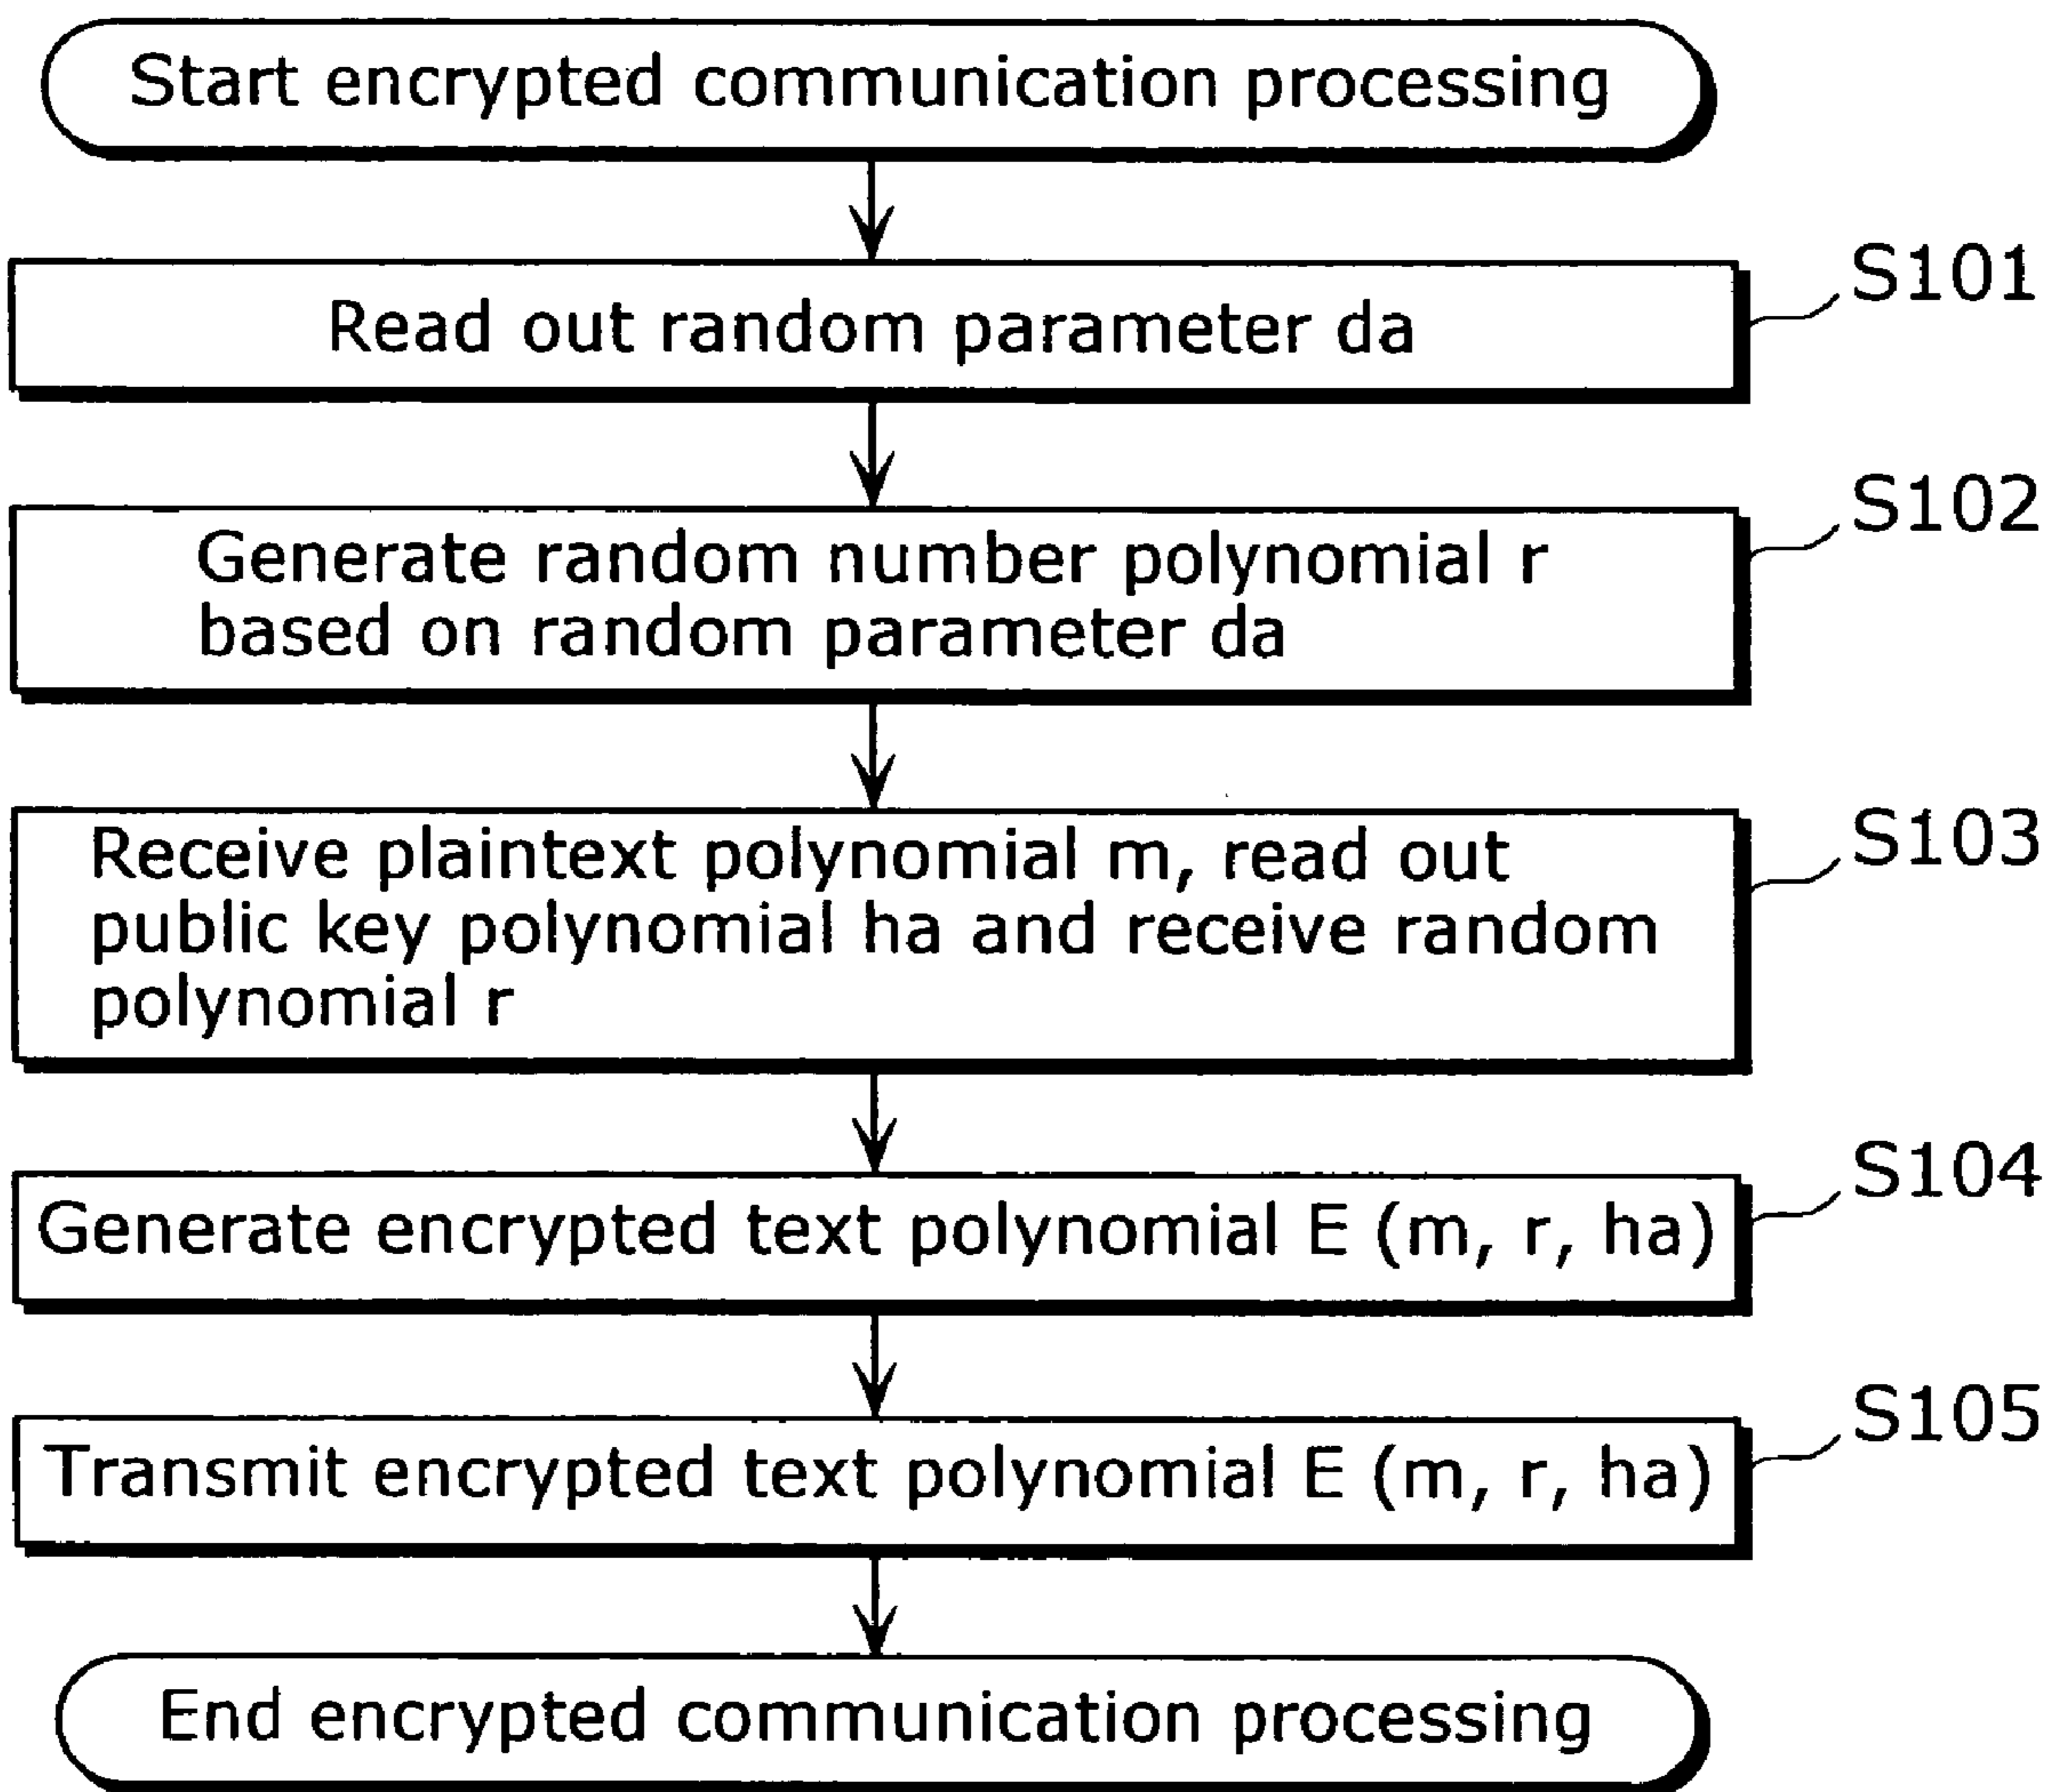 Start encrypted communication processing
S101
Read out random parameter da
S102
Generate random number polynomial r
based on random parameter da
S103
Receive plaintext polynomial m, read out
public key polynomial ha and receive random
polynomial r
S104
Generate encrypted text polynomial E (m, r, ha)
S105
Transmit encrypted text polynomial E (m, r, ha)
End encrypted communication processing